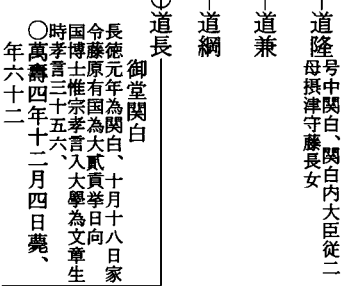 道隆
号中関白、関白内大臣従二
母摂津守藤長女
道兼
道綱
道長
御堂関白
長徳元年為関白、十月十八日家
令藤原有国為大貳貢挙日向
国博士惟宗孝言入大學為文章生
時孝言三十五六、
〇萬壽四年十二月四日薨、
年六十二